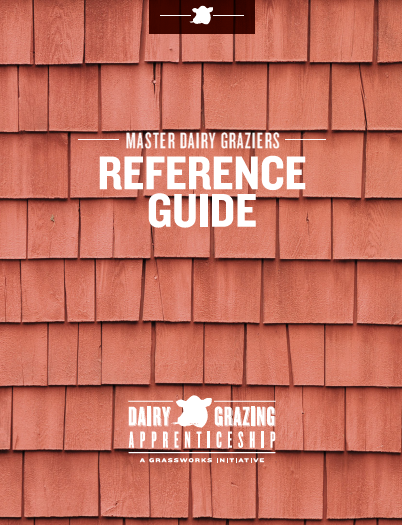 MASTER DAIRY GRAZIERS
REFERENCE
GUIDE
DAIRY GRAZING
APPRENTICESHIP
A GRASSWORKS INITIATIVE